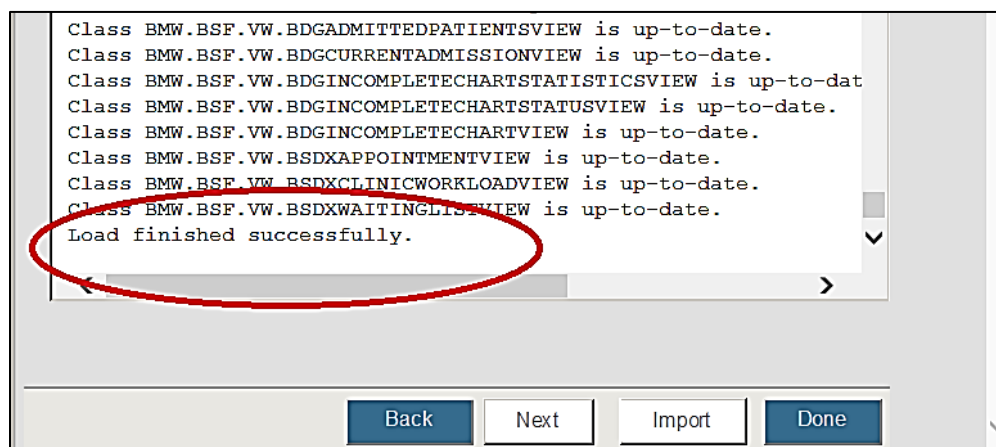 Class BMW.BSF.VW.BDGADMITTEDPATIENTSVIEW is up-to-date.
Class BMW.BSF.VW.BDGCURRENTADMISSIONVIEW is up-to-date.
Class BMW.BSF.VW.BDGINCOMPLETECHARTSTATISTICSVIEW is up-to-dat
Class BMW.BSF.VW.BDGINCOMPLETECHARTSTATUSVIEW is up-to-date.
Class BMW.BSF.VW.BDGINCOMPLETECHARTVIEW is up-to-date.
Class BMW.BSF.VW.BSDXAPPOINTMENTVIEW is up-to-date.
Class BMW.BSF.VW.BSDXCLINICWORKLOADVIEW is up-to-date.
Class BMW.BSF.VW.BSDXWAITINGLISTVIEW is up-to-date.
Load finished successfully.
Back Next Import Done